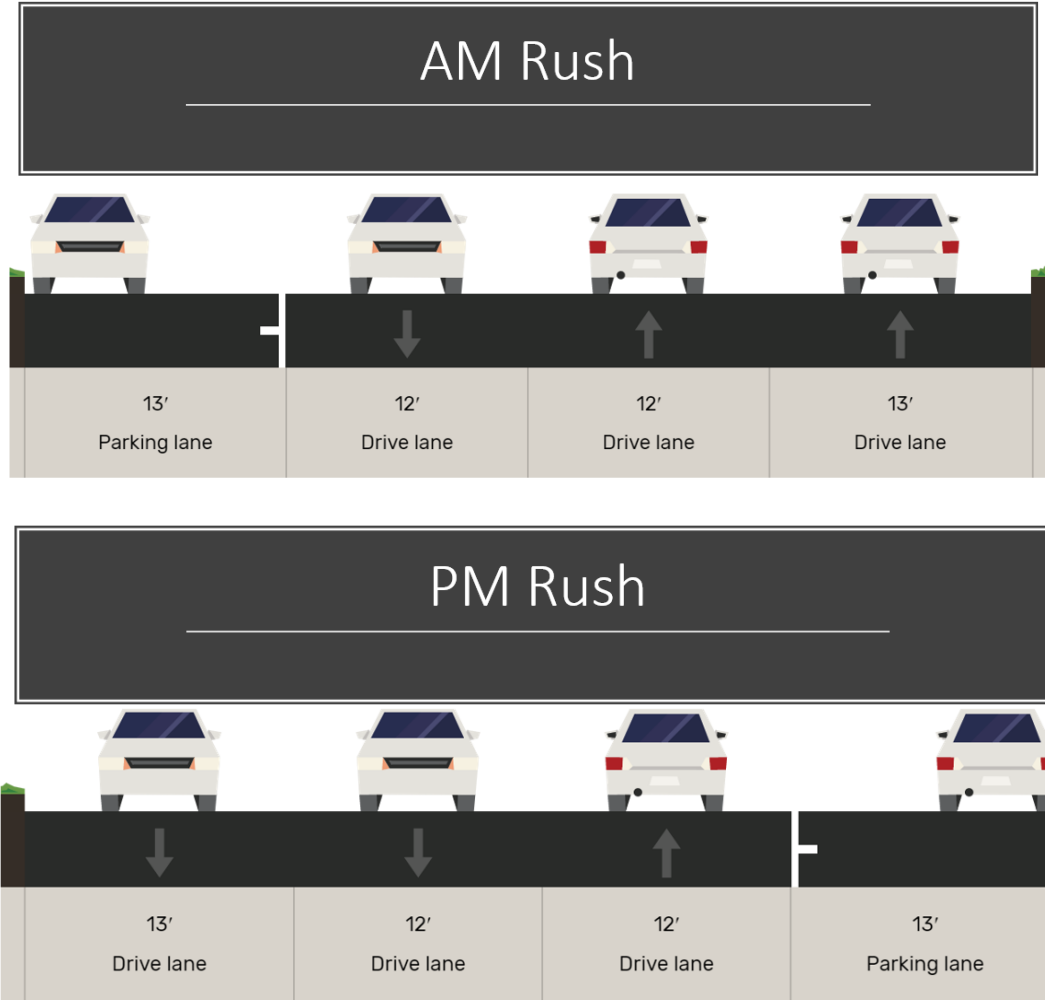 AM Rush
13′ 12′ 12′ 13′
Parking lane Drive lane Drive lane Drive lane
PM Rush
13′ 12′ 12′ 13′
Drive lane Drive lane Drive lane Parking lane